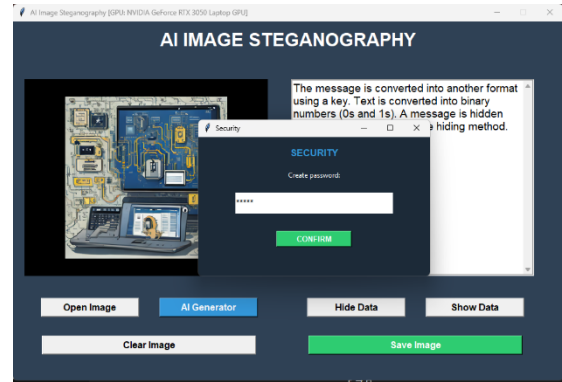 AI Image Steganography [GPU: NVIDIA GeForce RTX 3050 Laptop GPU]
AI IMAGE STEGANOGRAPHY
The message is converted into another format
using a key. Text is converted into binary
numbers (0s and 1s). A message is hidden
hiding method.
Security
SECURITY
Create password:
*****
CONFIRM
Open Image
AI Generator
Hide Data
Show Data
Clear Image
Save Image